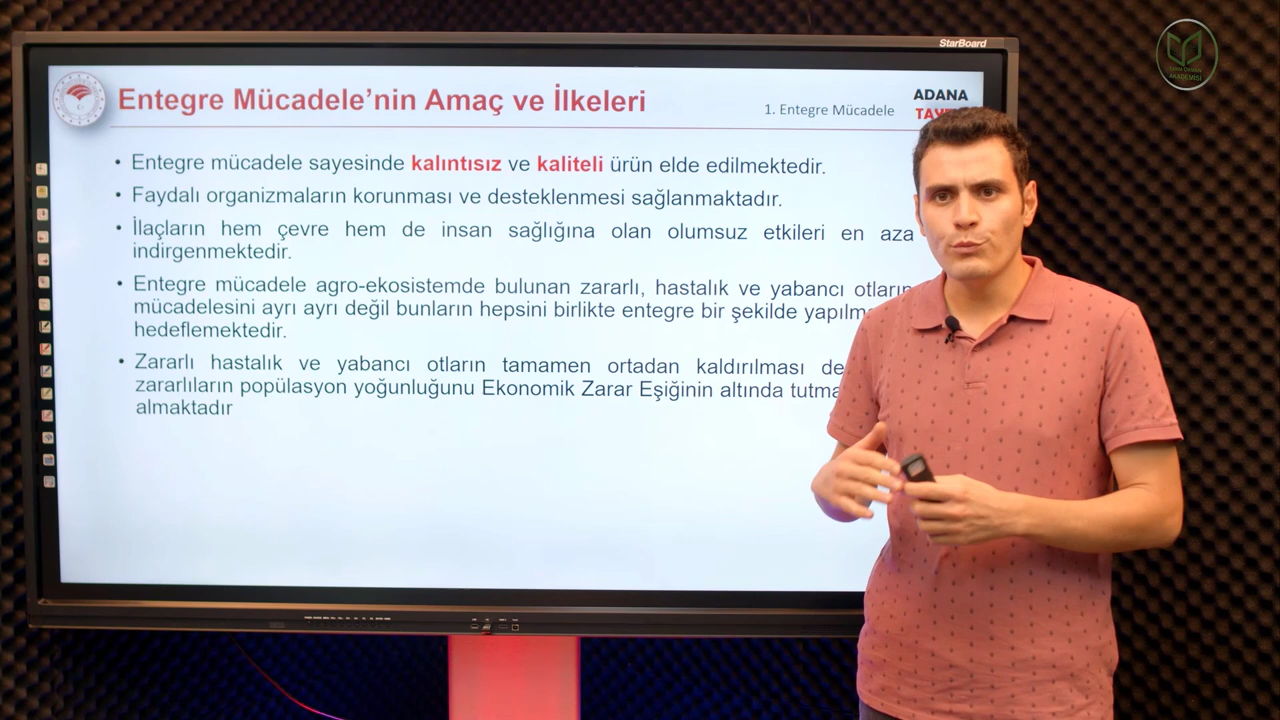 StarBoard
Entegre Mücadele’nin Amaç ve İlkeleri
1. Entegre Mücadele
ADANA
• Entegre mücadele sayesinde kalıntısız ve kaliteli ürün elde edilmektedir.
• Faydalı organizmaların korunması ve desteklenmesi sağlanmaktadır.
• İlaçların hem çevre hem de insan sağlığına olan olumsuz etkileri en aza
indirgenmektedir.
• Entegre mücadele agro-ekosistemde bulunan zararlı, hastalık ve yabancı otların
mücadelesini ayrı ayrı değil bunların hepsini birlikte entegre bir şekilde
hedeflemektedir.
• Zararlı hastalık ve yabancı otların tamamen ortadan kaldırılması
zararlıların popülasyon yoğunluğunu Ekonomik Zarar Eşiğinin altında
almaktadır
AKADEMİSİ